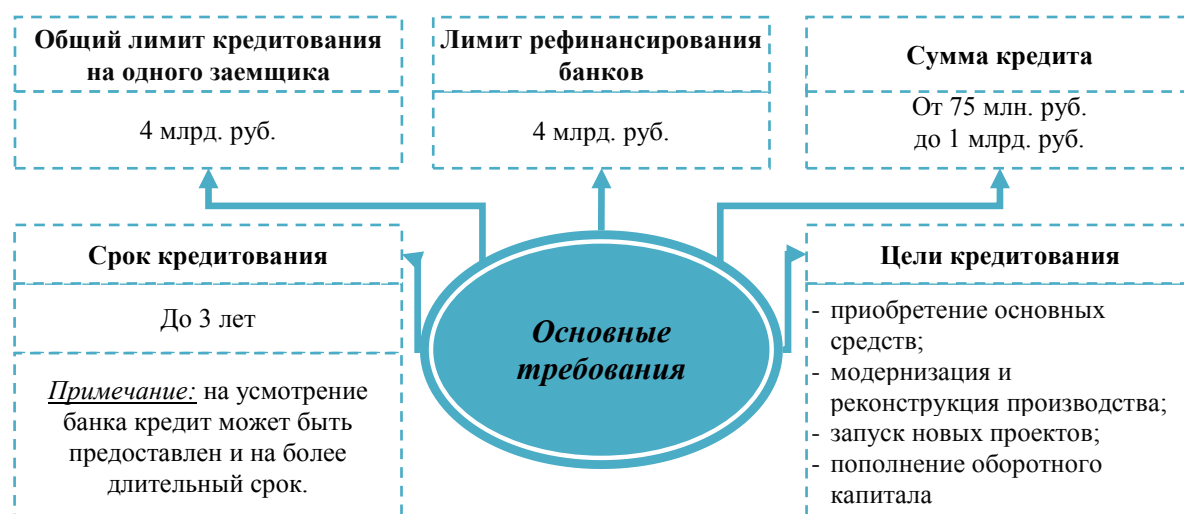 Общий лимит кредитования
на одного заемщика
4 млрд. руб.
Лимит рефинансирования
банков
4 млрд. руб.
Сумма кредита
От 75 млн. руб.
до 1 млрд. руб.
Срок кредитования
До 3 лет
Примечание: на усмотрение
банка кредит может быть
предоставлен и на более
длительный срок.
Основные
требования
Цели кредитования
- приобретение основных
средств;
- модернизация и
реконструкция производства;
- запуск новых проектов;
- пополнение оборотного
капитала